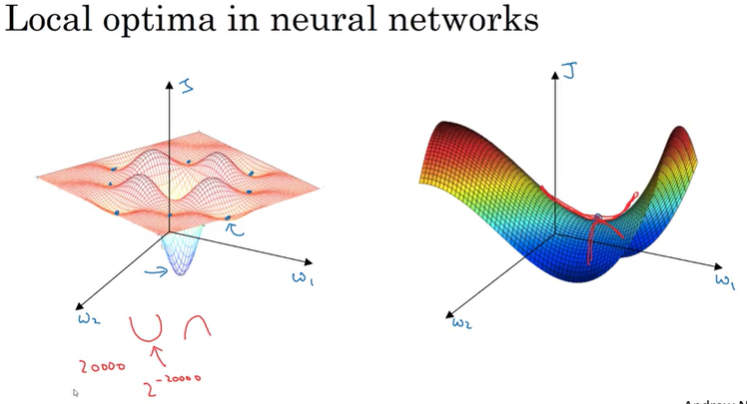 Local optima in neural networks
J
J
w₁
w₁
w₂
w₂
20000
2^-20000